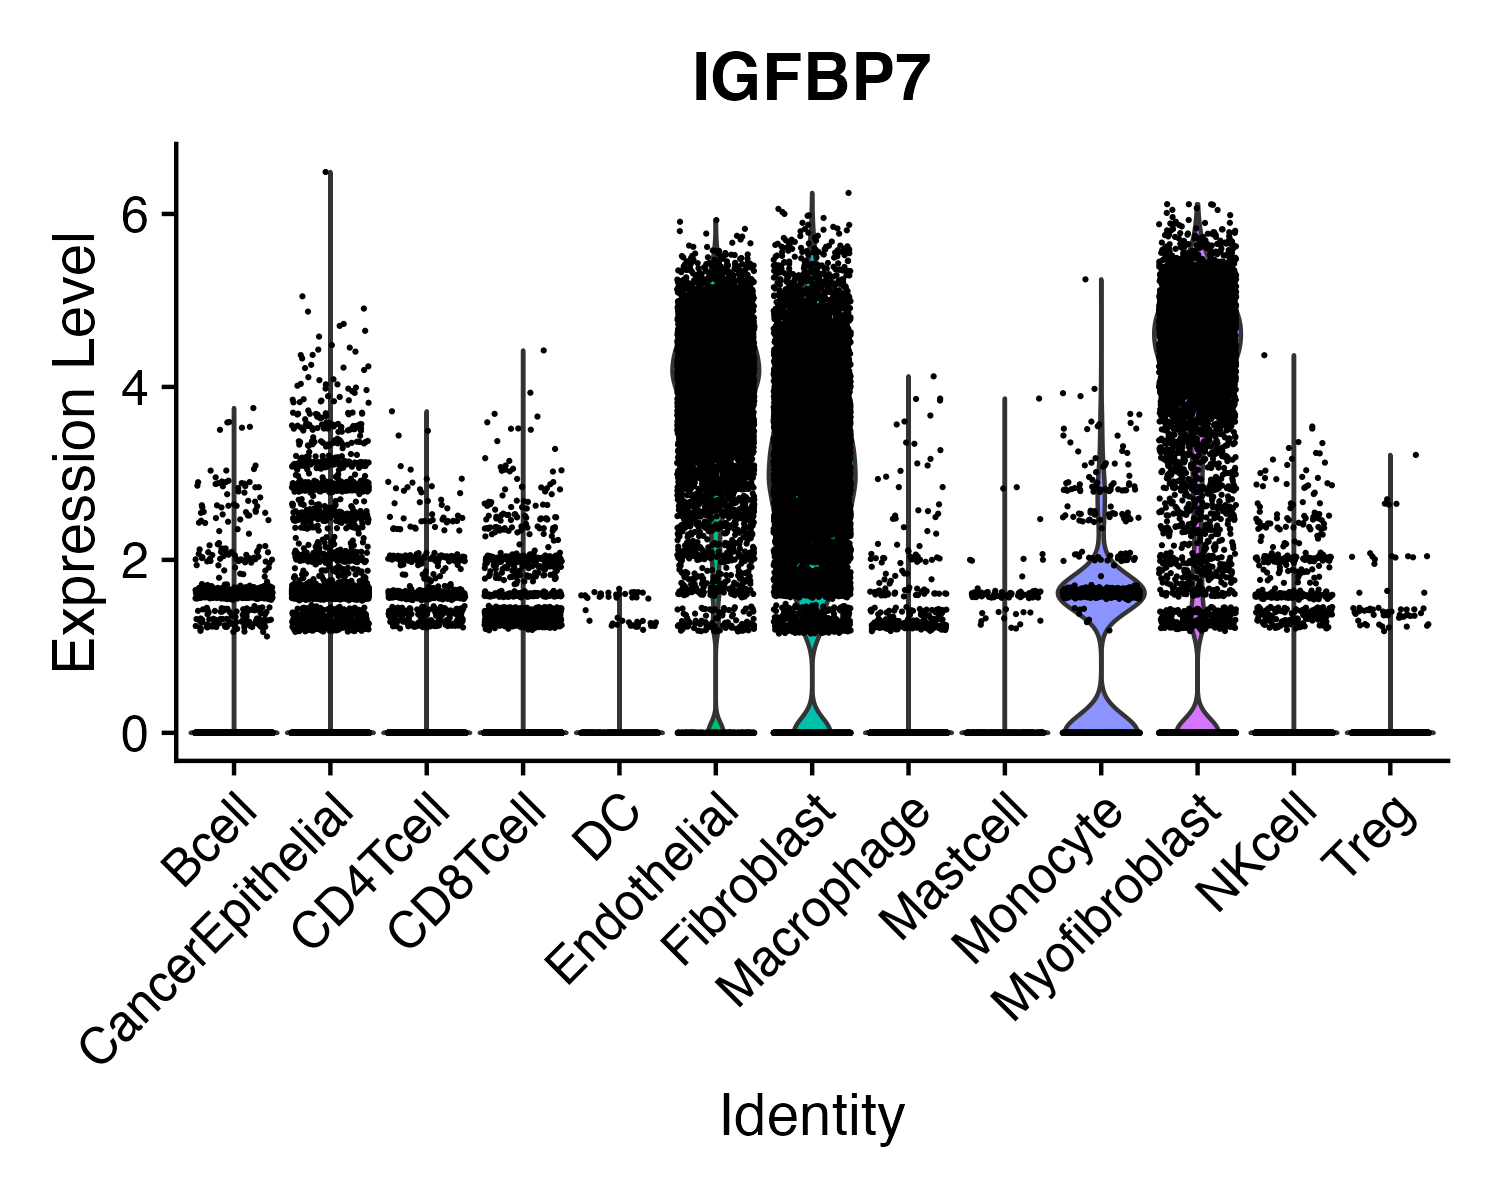 IGFBP7
Expression Level
6
4
2
0
Bcell
CancerEpithelial
CD4Tcell
CD8Tcell
DC
Endothelial
Fibroblast
Macrophage
Mastcell
Monocyte
Myofibroblast
NKcell
Treg
Identity